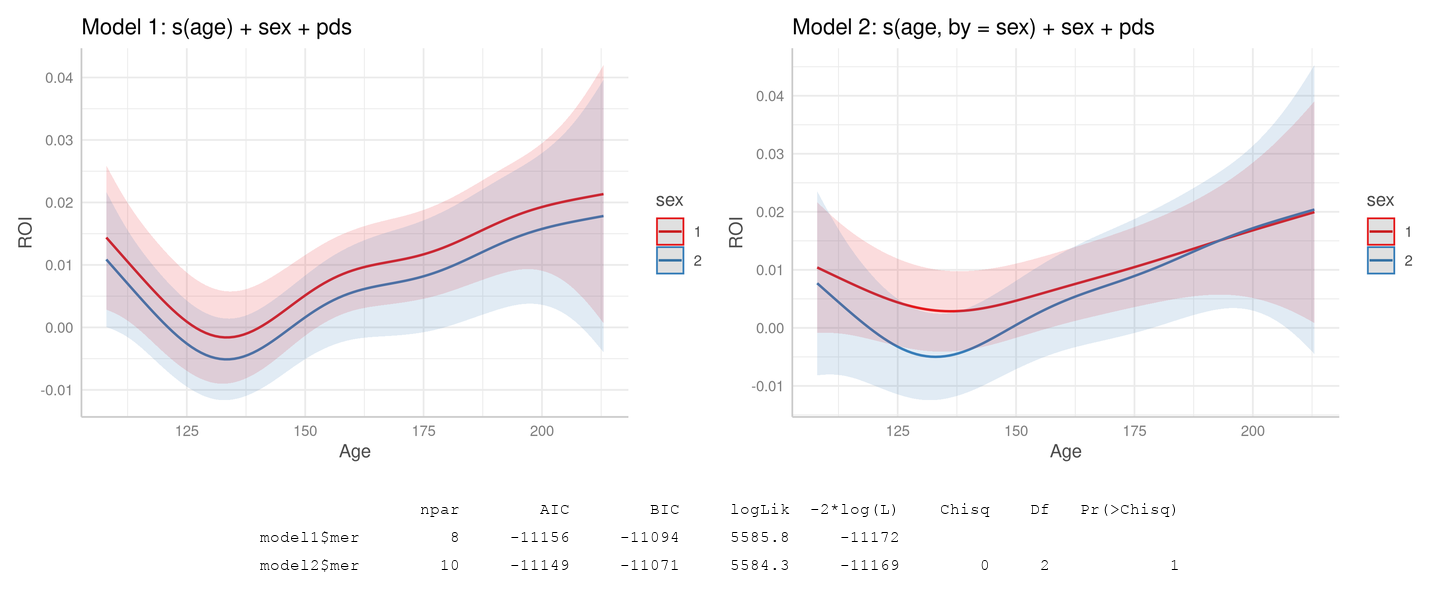 Model 1: s(age) + sex + pds
0.04
0.03
0.02
0.01
0.00
-0.01
ROI
125 150 175 200
Age
sex
1
2
Model 2: s(age, by = sex) + sex + pds
0.04
0.03
0.02
0.01
0.00
-0.01
ROI
125 150 175 200
Age
sex
1
2
npar AIC BIC logLik -2*log(L) Chisq Df Pr(>Chisq)
model1$mer 8 -11156 -11094 5585.8 -11172
model2$mer 10 -11149 -11071 5584.3 -11169 0 2 1